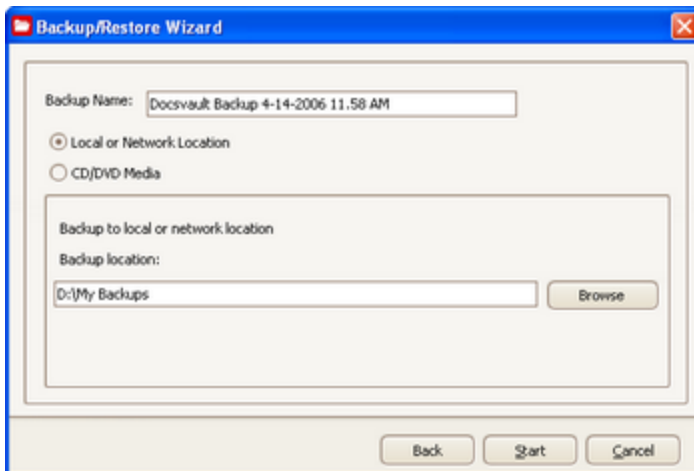 Backup/Restore Wizard
Backup Name: Docsvault Backup 4-14-2006 11.58 AM
Local or Network Location
CD/DVD Media
Backup to local or network location
Backup location:
D:\My Backups Browse
Back Start Cancel